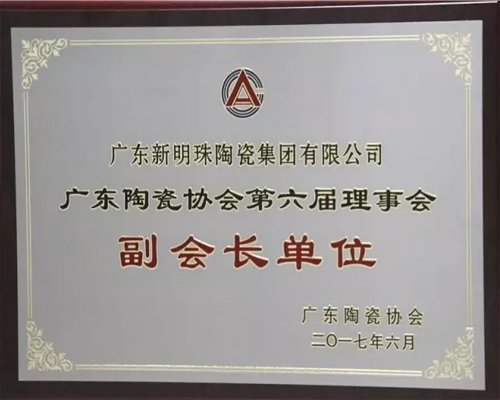 广东新明珠陶瓷集团有限公司
广东陶瓷协会第六届理事会
副会长单位
广东陶瓷协会
二〇一七年六月